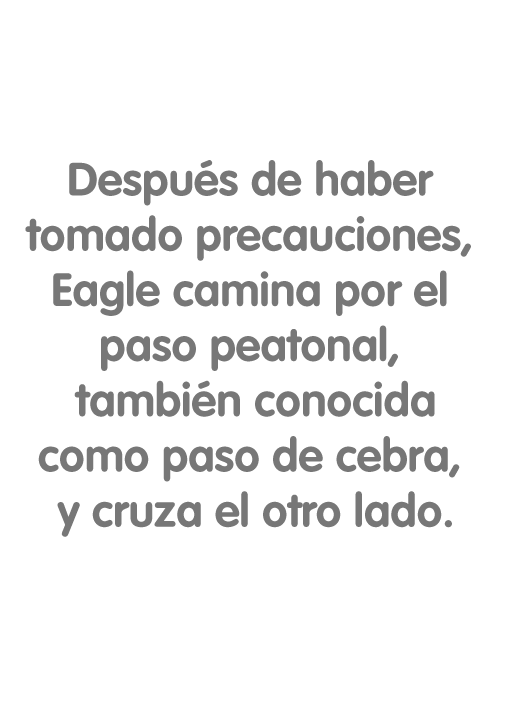 Después de haber
tomado precauciones,
Eagle camina por el
paso peatonal,
también conocida
como paso de cebra,
y cruza el otro lado.